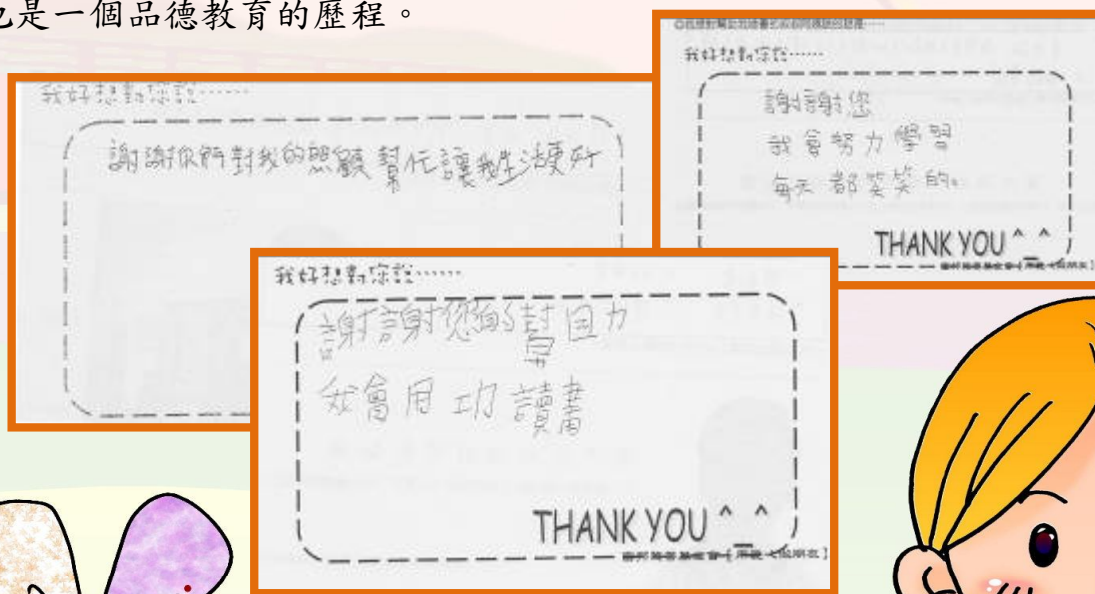 也是一個品德教育的歷程。
我好想對您說……
謝謝你們對我的照顧幫忙讓我生活更好
我好想對您說……
謝謝您
我會努力學習
每天都笑笑的。
THANK YOU ^_^
我好想對您說……
謝謝您的幫助
我會用功讀書
THANK YOU ^_^